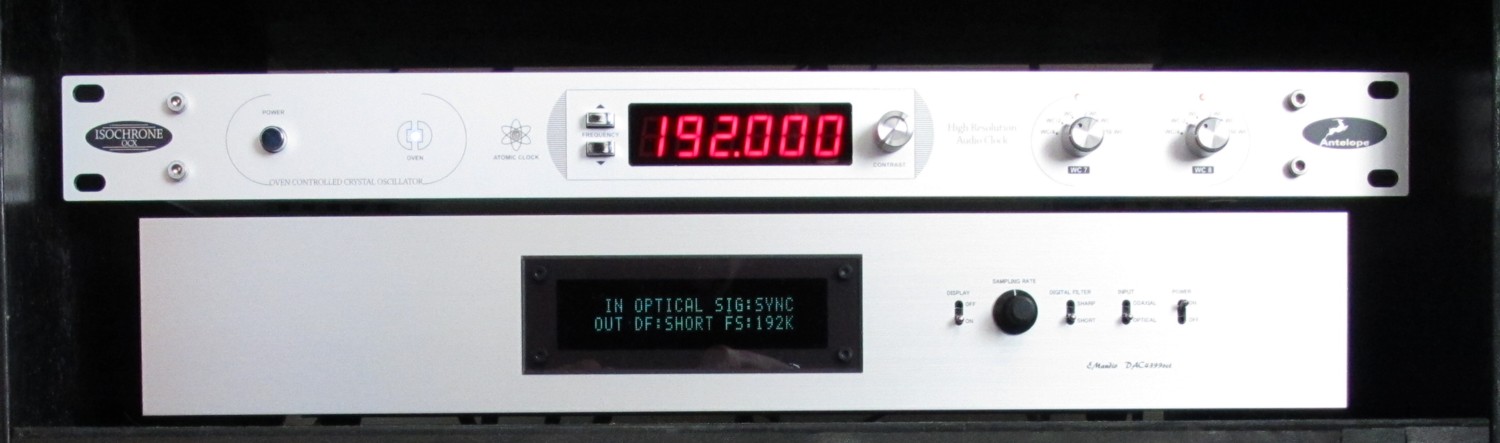 ISOCHRONE
OCX
POWER
OVEN
OVEN CONTROLLED CRYSTAL OSCILLATOR
ATOMIC CLOCK
FREQUENCY
192.000
CONTRAST
High Resolution
Audio Clock
WC 7
WC 8
Antelope
IN OPTICAL SIG:SYNC
OUT DF:SHORT FS:192K
DISPLAY
OFF
ON
SAMPLING RATE
DIGITAL FILTER
SHARP
SHORT
INPUT
COAXIAL
OPTICAL
POWER
ON
OFF